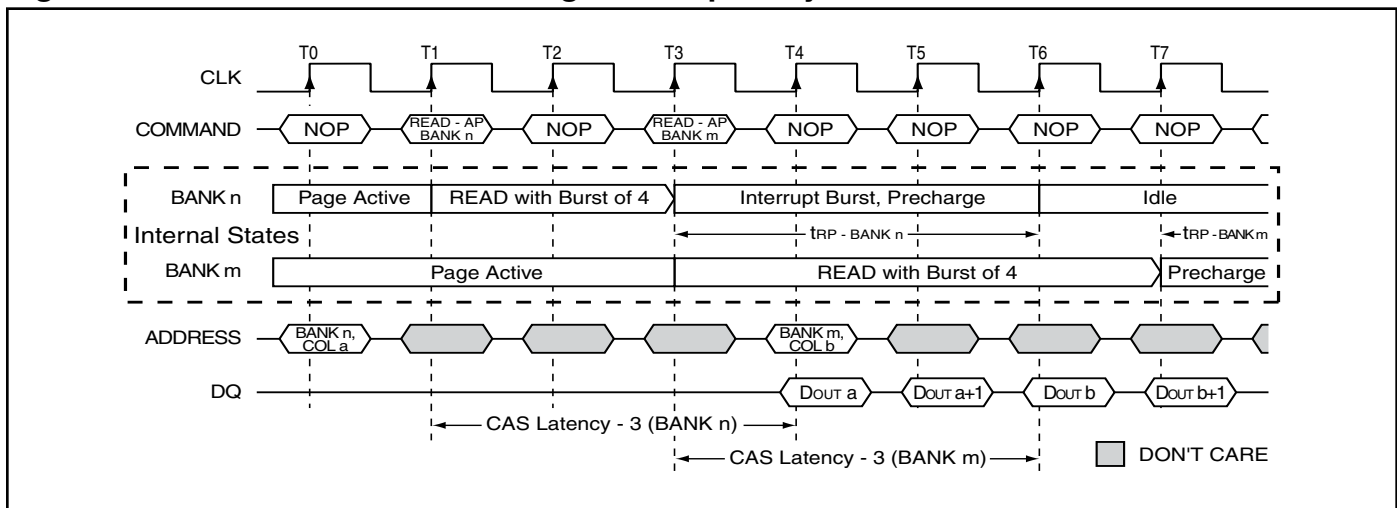 T0 T1 T2 T3 T4 T5 T6 T7
CLK
COMMAND NOP READ - AP BANK n NOP READ - AP BANK m NOP NOP NOP NOP
BANK n Page Active READ with Burst of 4 Interrupt Burst, Precharge Idle
Internal States tRP - BANK n tRP - BANK m
BANK m Page Active READ with Burst of 4 Precharge
ADDRESS BANK n, COL a BANK m, COL b
DQ DOUT a DOUT a+1 DOUT b DOUT b+1
CAS Latency - 3 (BANK n)
CAS Latency - 3 (BANK m) DON'T CARE